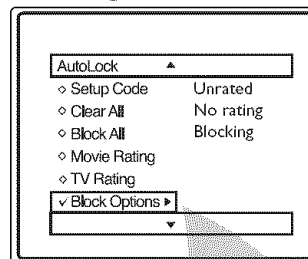 AutoLock
Setup Code Unrated
Clear All No rating
Block All Blocking
Movie Rating
TV Rating
✓ Block Options